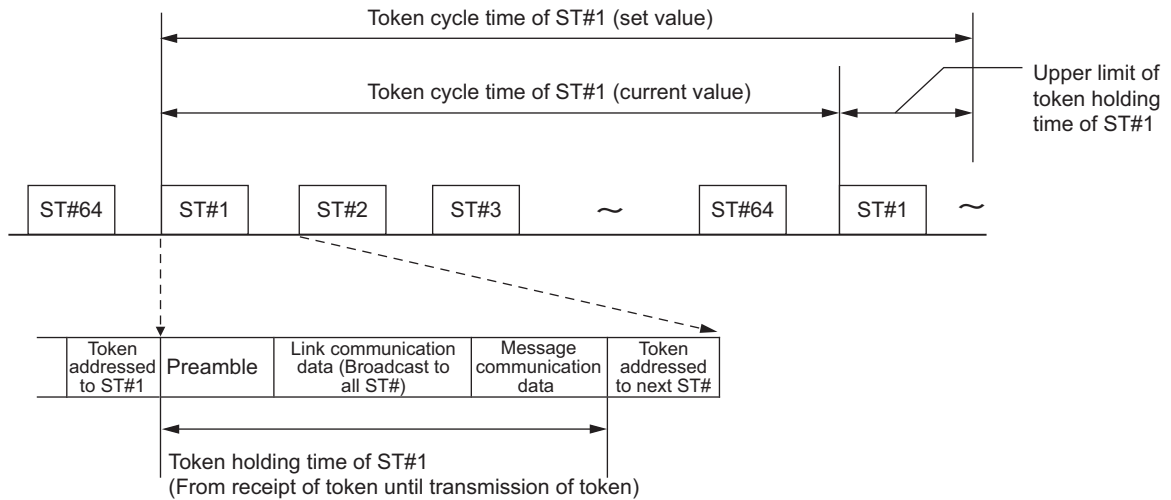 Token cycle time of ST#1 (set value)
Token cycle time of ST#1 (current value)
Upper limit of
token holding
time of ST#1
ST#64
ST#1
ST#2
ST#3
~
ST#64
ST#1
~
Token
addressed
to ST#1
Preamble
Link communication
data (Broadcast to
all ST#)
Message
communication
data
Token
addressed
to next ST#
Token holding time of ST#1
(From receipt of token until transmission of token)